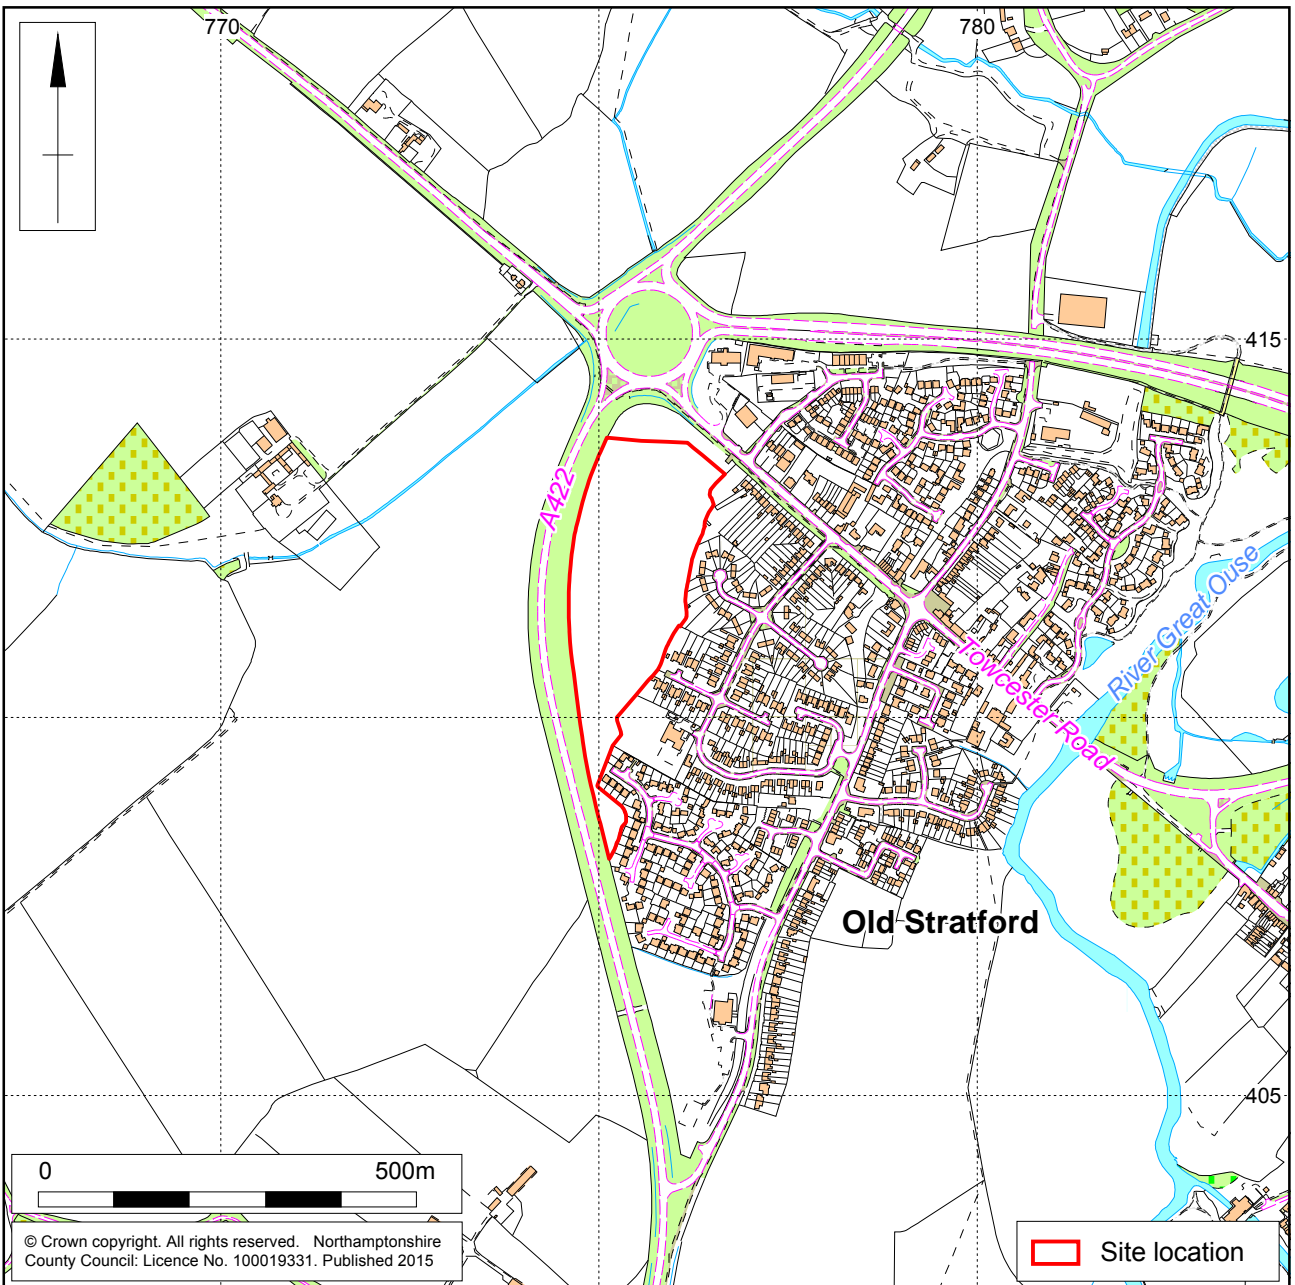 770
780
415
A422
River Great Ouse
Towcester Road
Old Stratford
405
0 500m
© Crown copyright. All rights reserved. Northamptonshire
County Council: Licence No. 100019331. Published 2015
Site location